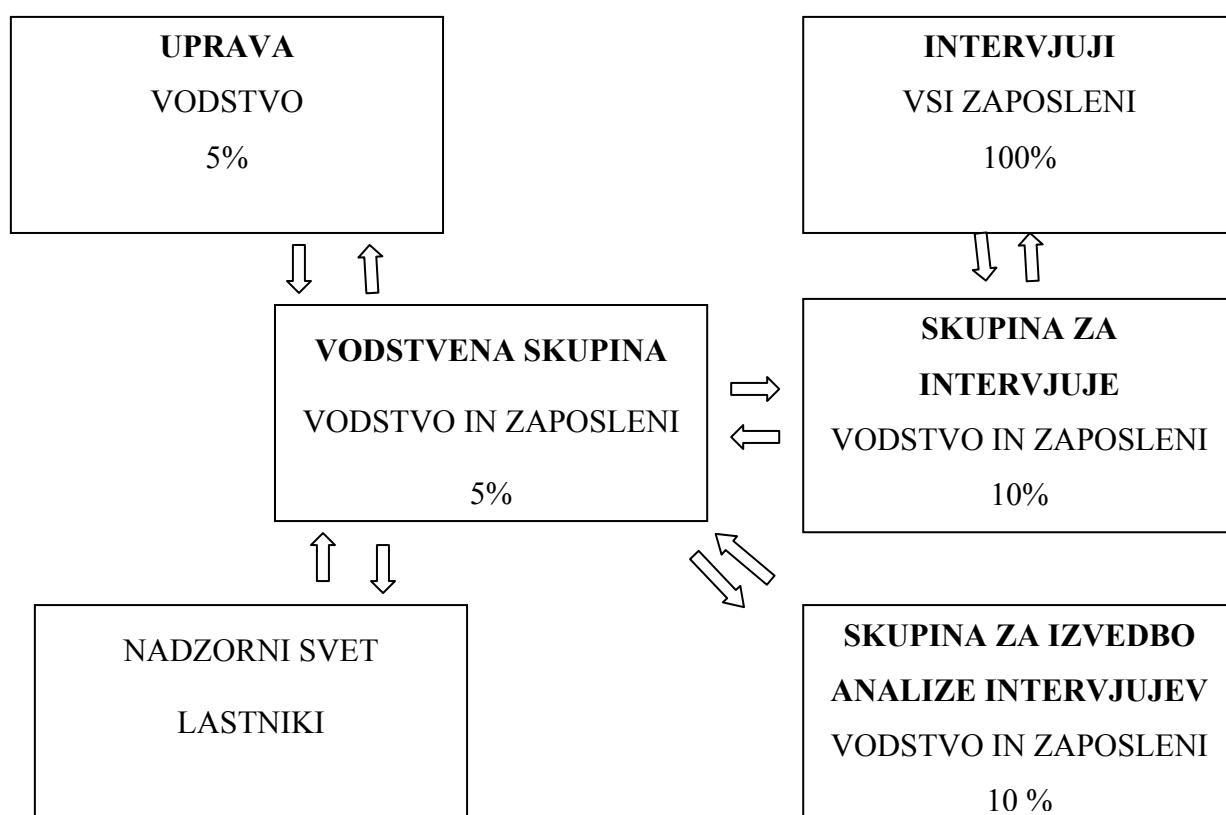 UPRAVA
VODSTVO
5%
INTERVJUJI
VSI ZAPOSLENI
100%
VODSTVENA SKUPINA
VODSTVO IN ZAPOSLENI
5%
SKUPINA ZA
INTERVJUJE
VODSTVO IN ZAPOSLENI
10%
NADZORNI SVET
LASTNIKI
SKUPINA ZA IZVEDBO
ANALIZE INTERVJUJEV
VODSTVO IN ZAPOSLENI
10 %